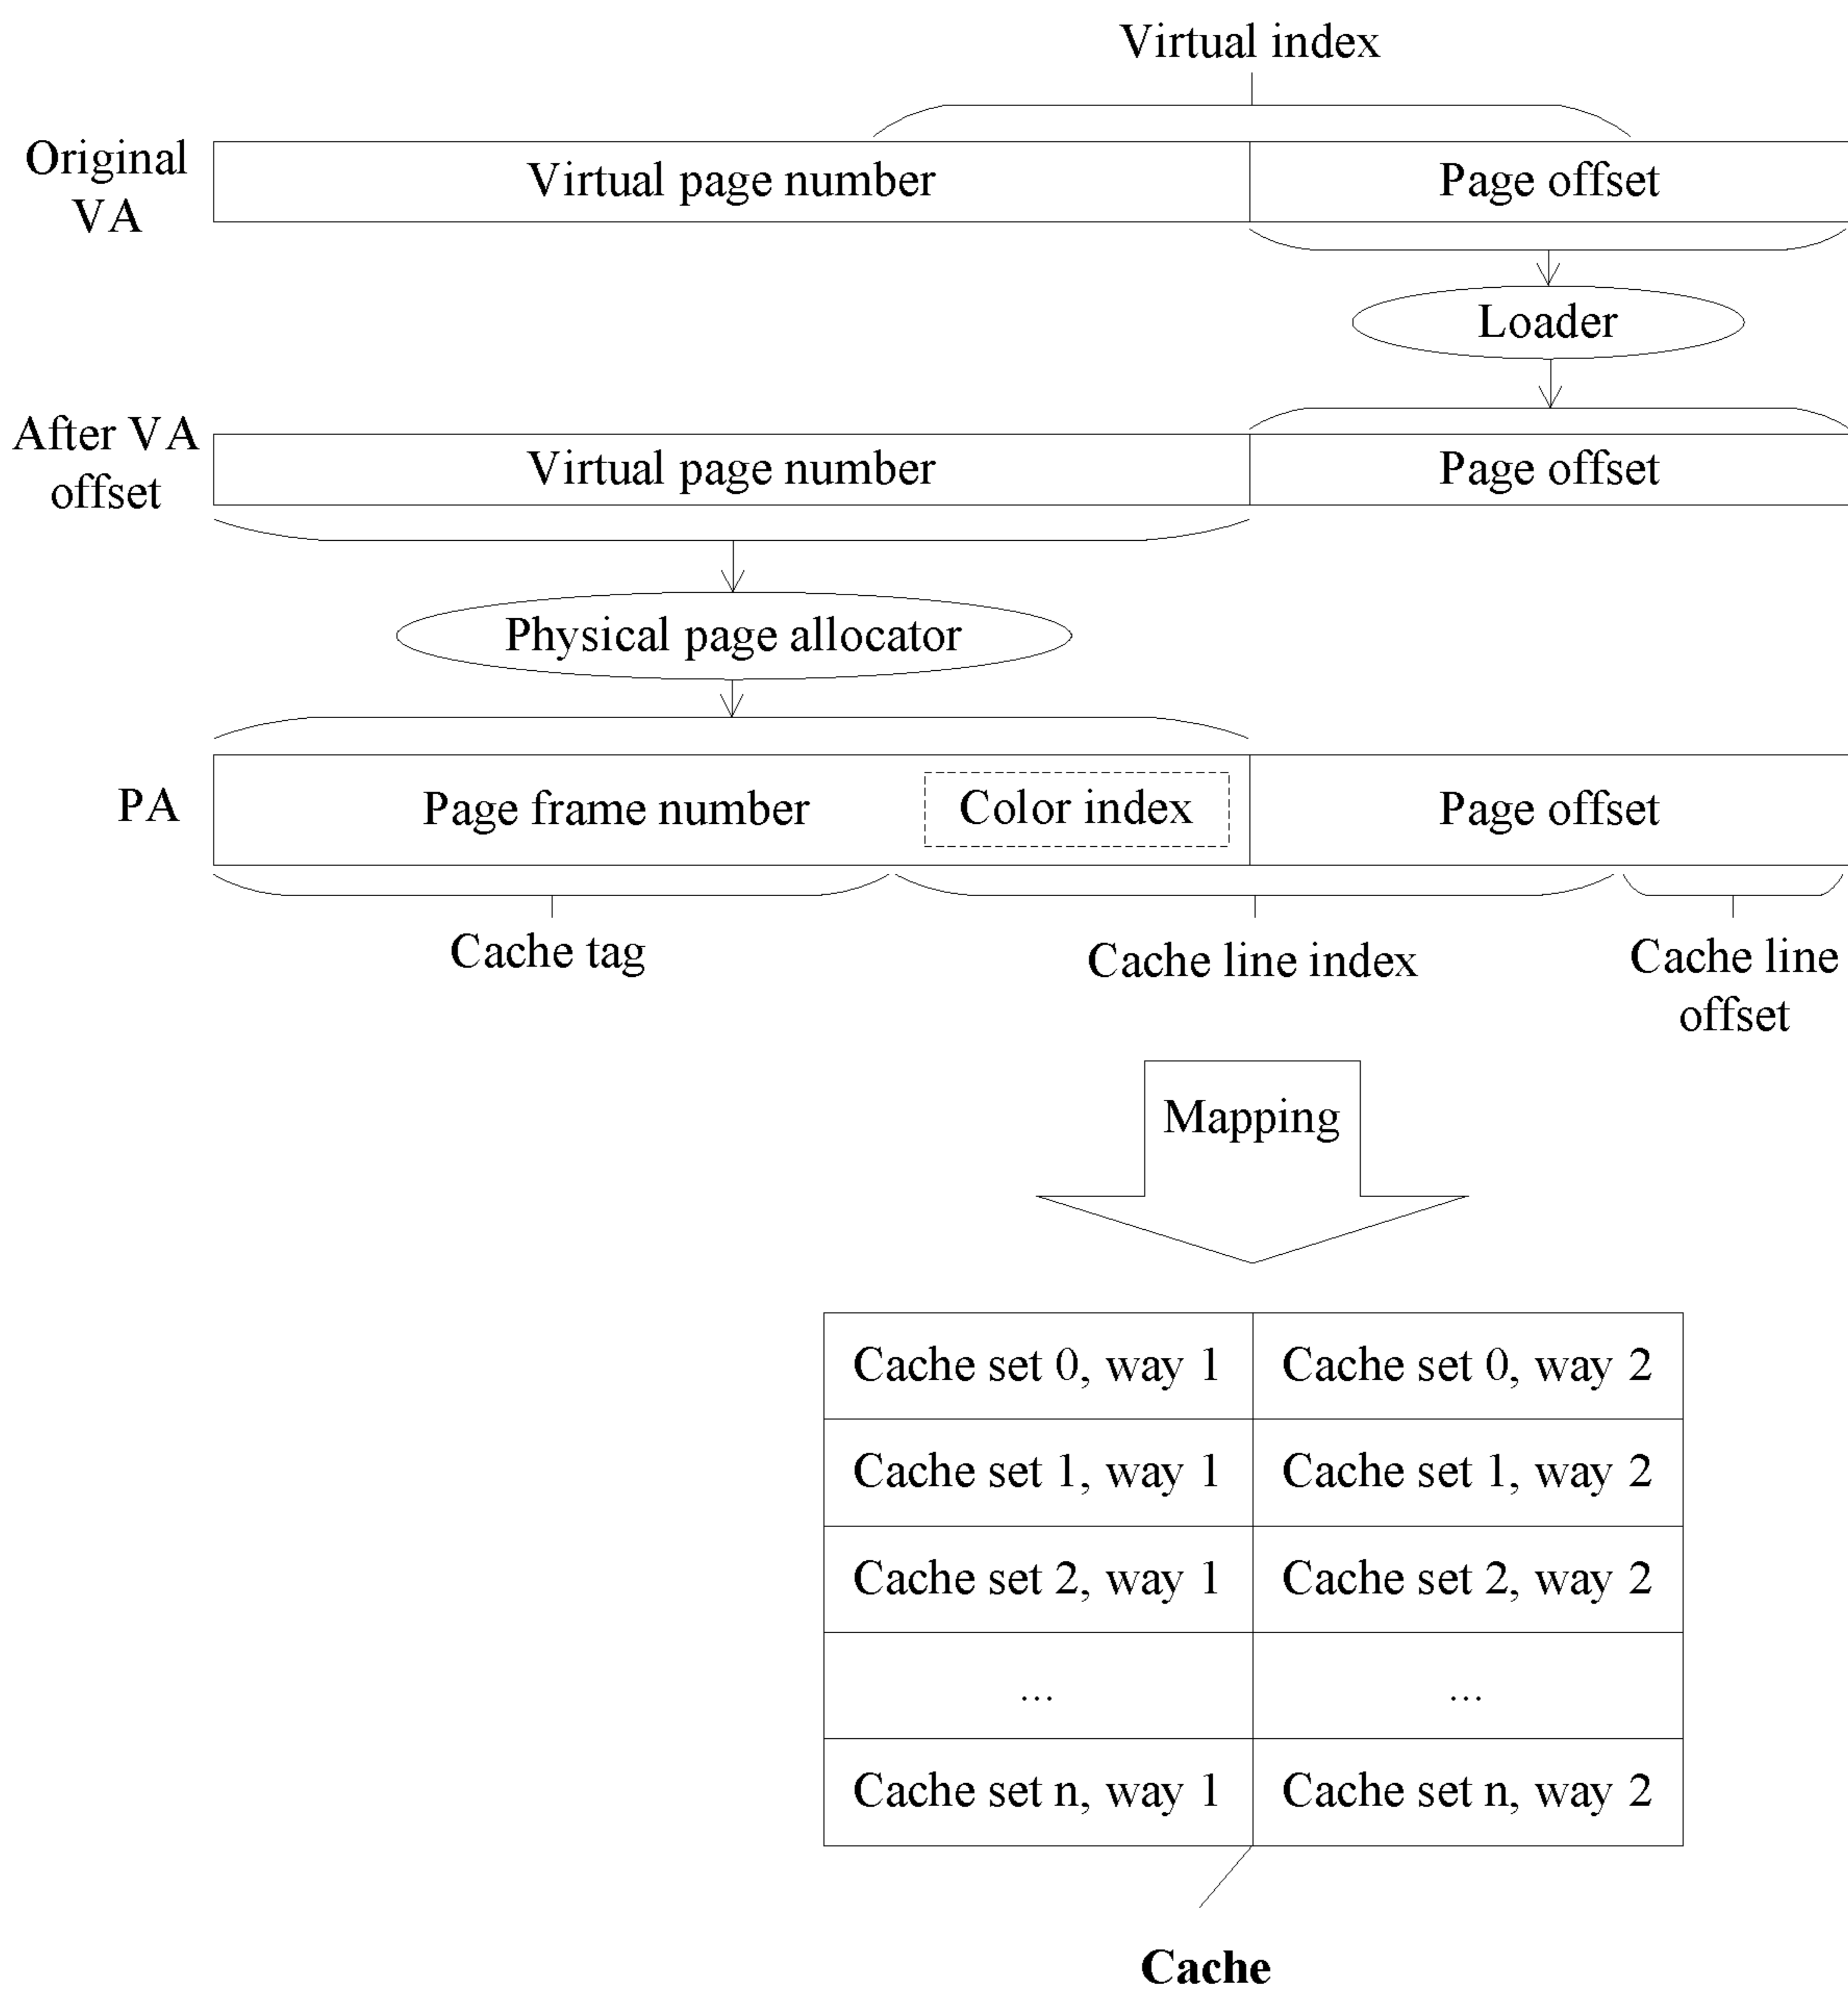 Virtual index
Original
VA
Virtual page number
Page offset
Loader
After VA
offset
Virtual page number
Page offset
Physical page allocator
PA
Page frame number
Color index
Page offset
Cache tag
Cache line index
Cache line
offset
Mapping
Cache set 0, way 1
Cache set 0, way 2
Cache set 1, way 1
Cache set 1, way 2
Cache set 2, way 1
Cache set 2, way 2
...
...
Cache set n, way 1
Cache set n, way 2
Cache